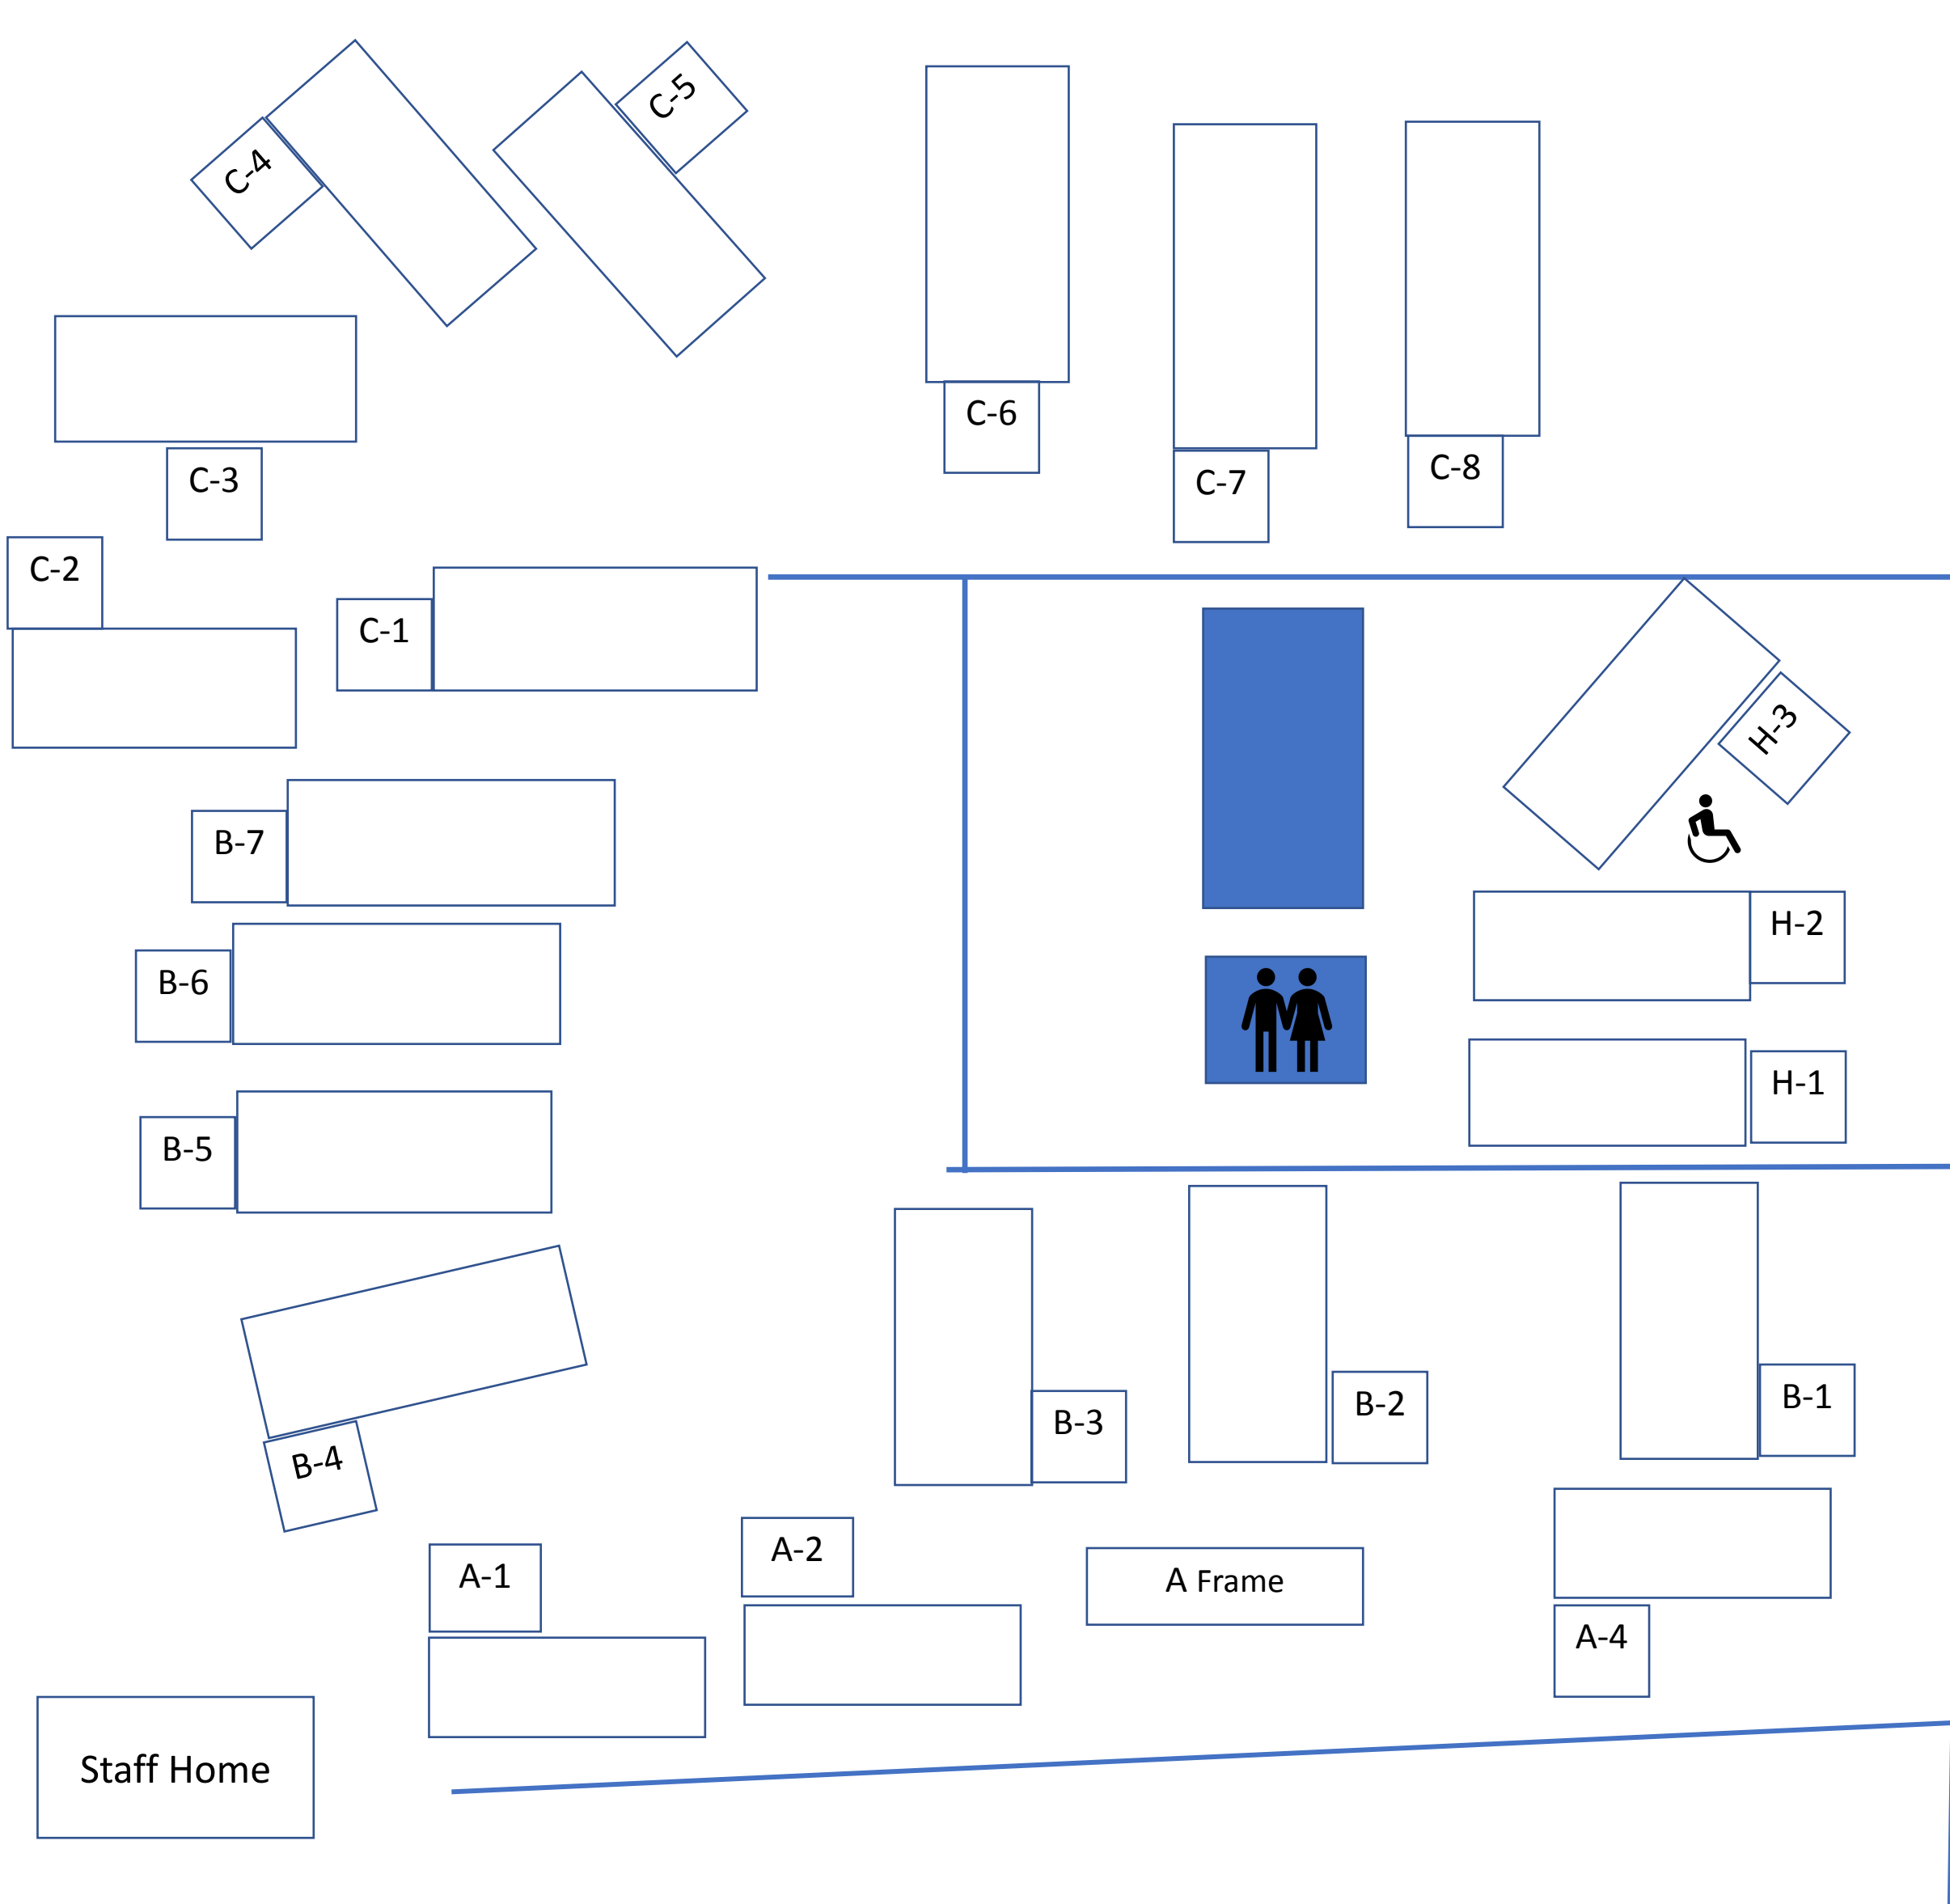 C-5
C-4
C-6
C-3
C-7
C-8
C-2
C-1
H-3
B-7
H-2
B-6
H-1
B-5
B-1
B-2
B-3
B-4
A-2
A-1
A Frame
A-4
Staff Home